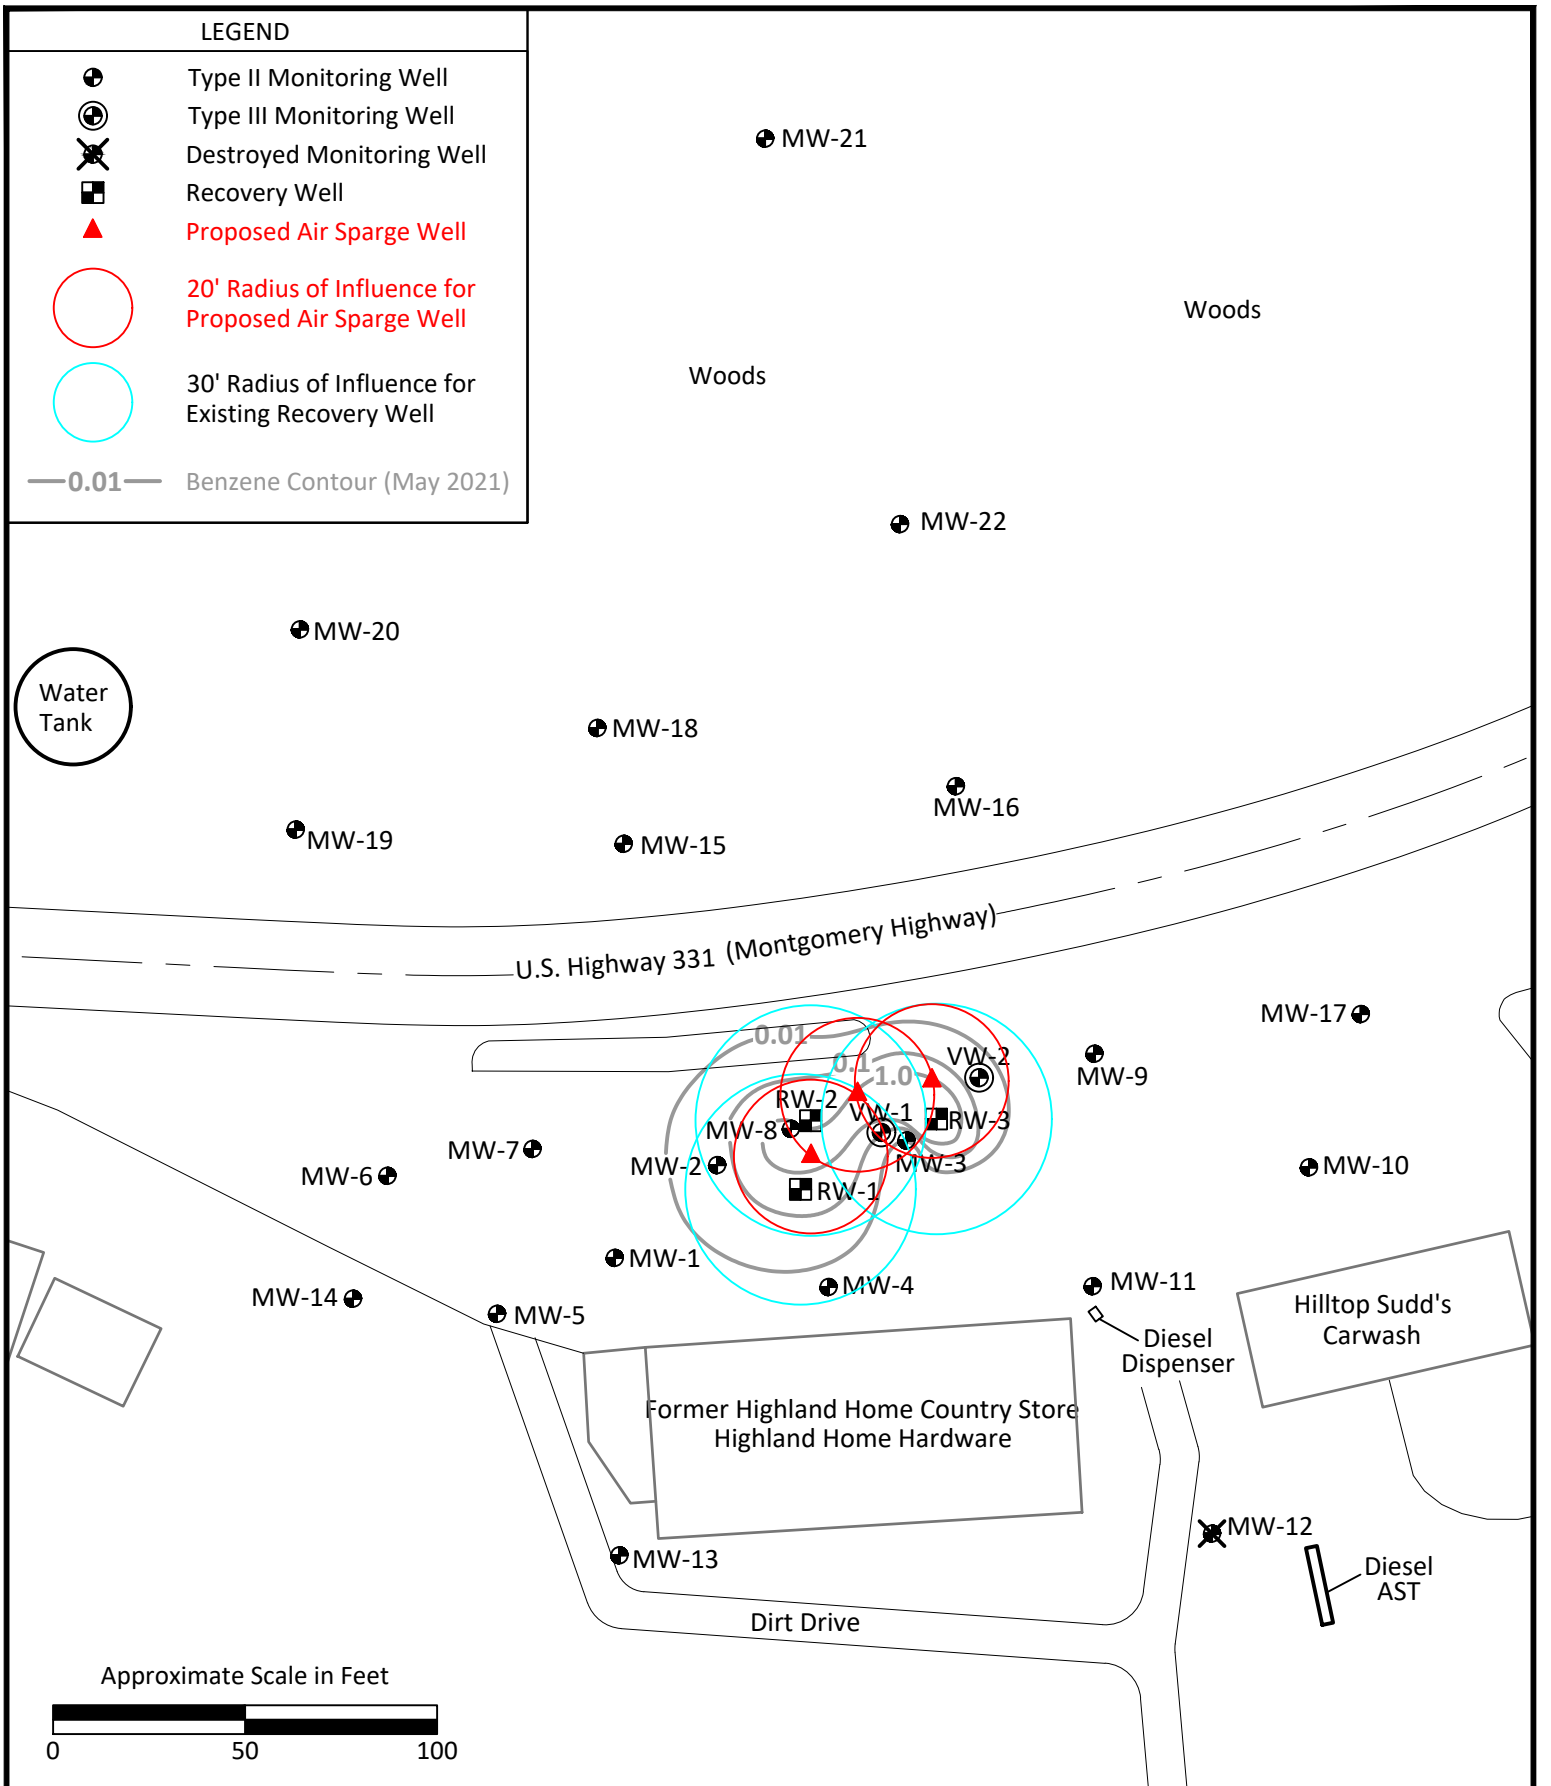 LEGEND
Type II Monitoring Well
Type III Monitoring Well
Destroyed Monitoring Well
Recovery Well
Proposed Air Sparge Well
20' Radius of Influence for
Proposed Air Sparge Well
30' Radius of Influence for
Existing Recovery Well
0.01
Benzene Contour (May 2021)
MW-21
Woods
Woods
MW-22
MW-20
Water
Tank
MW-18
MW-16
MW-19
MW-15
U.S. Highway 331 (Montgomery Highway)
MW-17
0.01
VW-2
MW-9
0.1
1.0
RW-2
VW-1
RW-3
MW-8
MW-7
MW-2
MW-3
MW-10
MW-6
RW-1
MW-1
MW-4
MW-11
MW-14
MW-5
Hilltop Sudd's
Carwash
Diesel
Dispenser
Former Highland Home Country Store
Highland Home Hardware
MW-12
MW-13
Diesel
AST
Dirt Drive
Approximate Scale in Feet
0 50 100